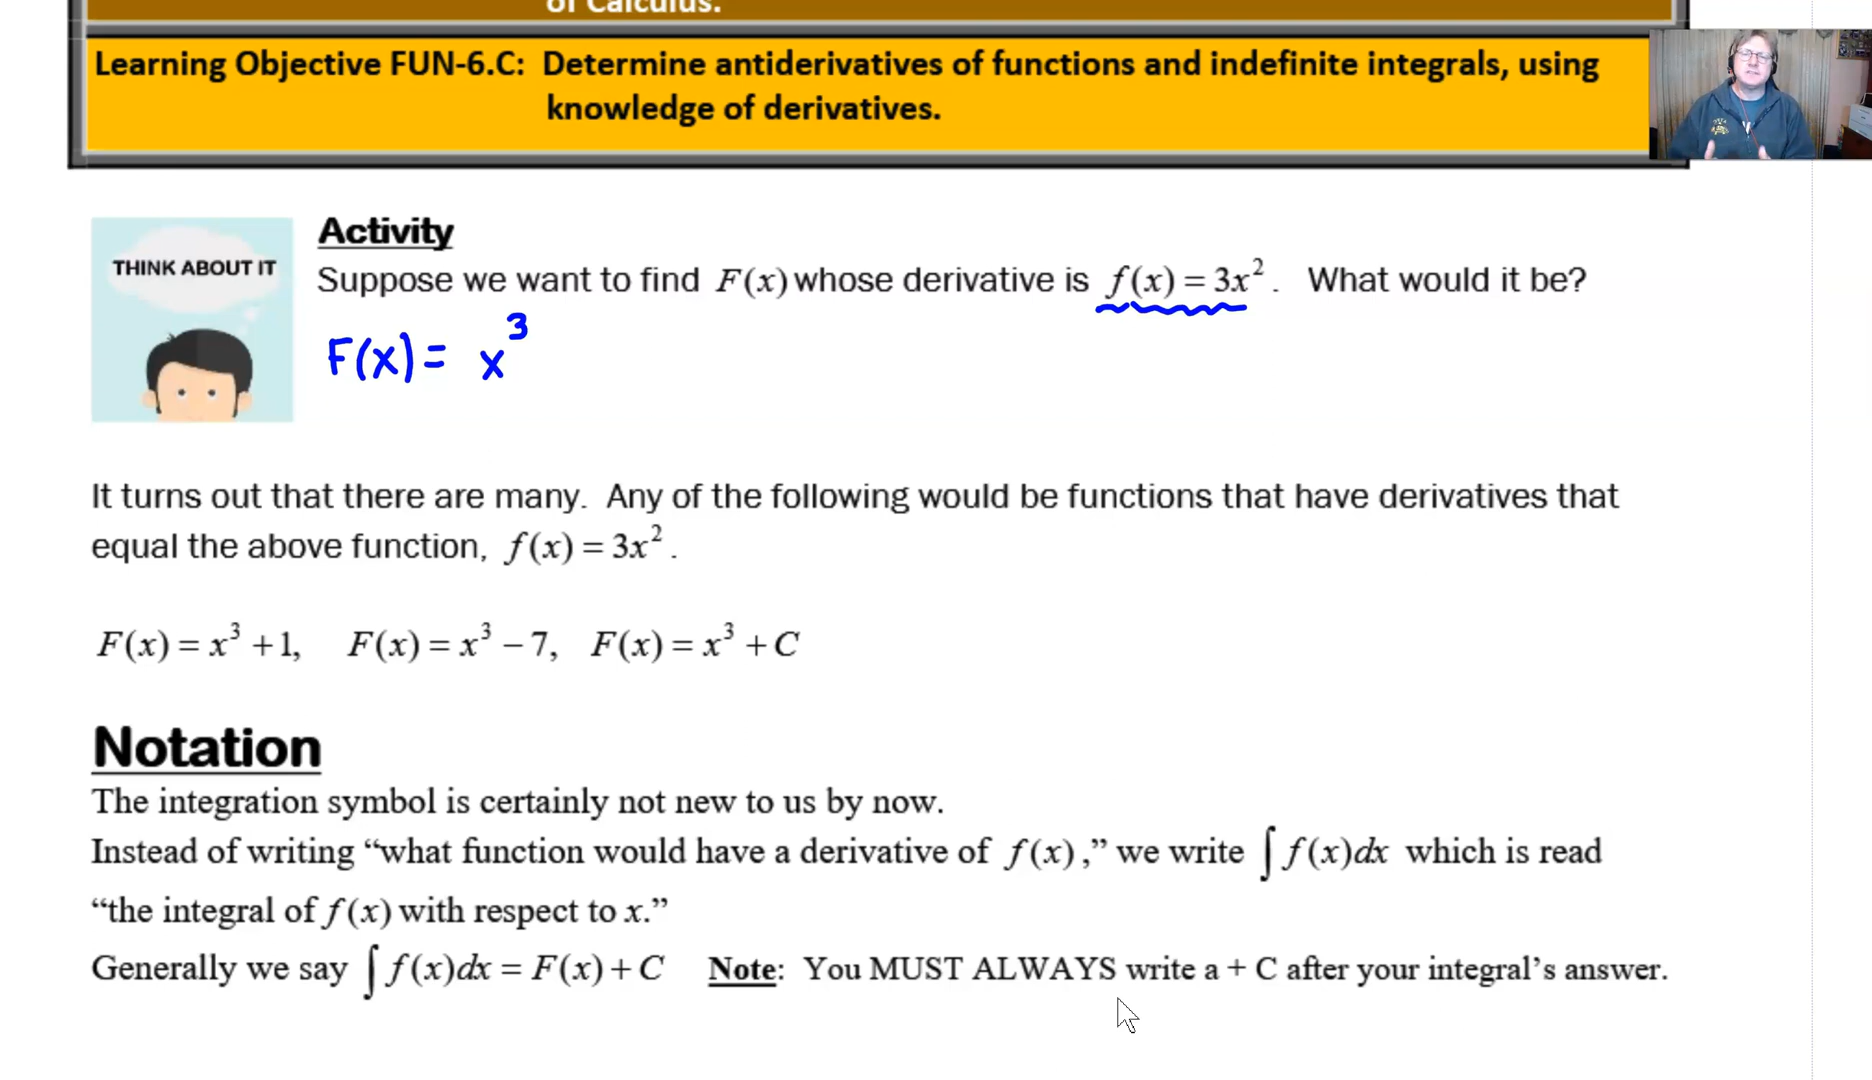 of Calculus.
Learning Objective FUN-6.C: Determine antiderivatives of functions and indefinite integrals, using
knowledge of derivatives.
THINK ABOUT IT
Activity
Suppose we want to find F(x) whose derivative is f(x) = 3x². What would it be?
F(x) = x³
It turns out that there are many. Any of the following would be functions that have derivatives that
equal the above function, f(x) = 3x².
F(x) = x³ + 1, F(x) = x³ − 7, F(x) = x³ + C
Notation
The integration symbol is certainly not new to us by now.
Instead of writing “what function would have a derivative of f(x),” we write ∫ f(x)dx which is read
“the integral of f(x) with respect to x.”
Generally we say ∫ f(x)dx = F(x) + C Note: You MUST ALWAYS write a + C after your integral’s answer.